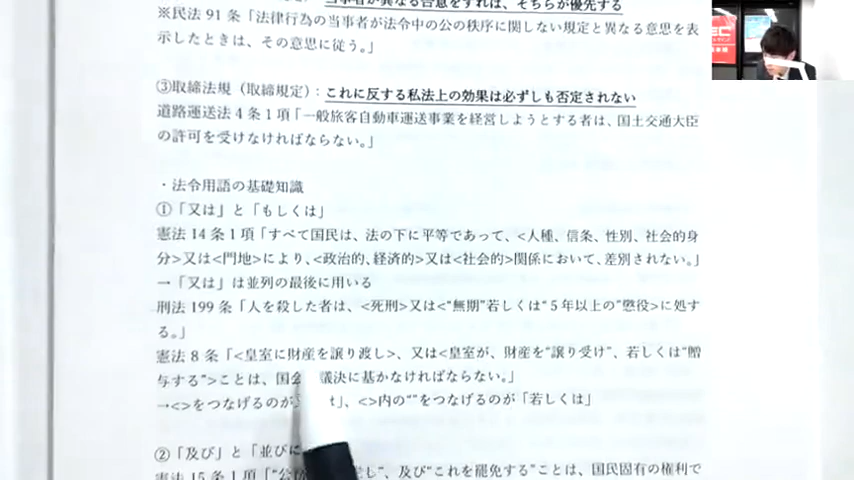 当事者が異なる合意をすれば、そちらが優先する
※民法 91 条「法律行為の当事者が法令中の公の秩序に関しない規定と異なる意思を表
示したときは、その意思に従う。」
③取締法規（取締規定）：これに反する私法上の効果は必ずしも否定されない
道路運送法 4 条 1 項「一般旅客自動車運送事業を経営しようとする者は、国土交通大臣
の許可を受けなければならない。」
・法令用語の基礎知識
①「又は」と「もしくは」
憲法 14 条 1 項「すべて国民は、法の下に平等であって、<人種、信条、性別、社会的身
分>又は<門地>により、<政治的、経済的>又は<社会的>関係において、差別されない。」
→「又は」は並列の最後に用いる
刑法 199 条「人を殺した者は、<死刑>又は<“無期”若しくは“５年以上の”懲役>に処す
る。」
憲法 8 条「<皇室に財産を譲り渡し>、又は<皇室が、財産を“譲り受け”、若しくは“贈
与する”>ことは、国会 議決に基かなければならない。」
→<>をつなげるのが 」、<>内の“”をつなげるのが「若しくは」
②「及び」と「並びに
憲法 15 条 1 項「“公 定し”、及び“これを罷免する”ことは、国民固有の権利で